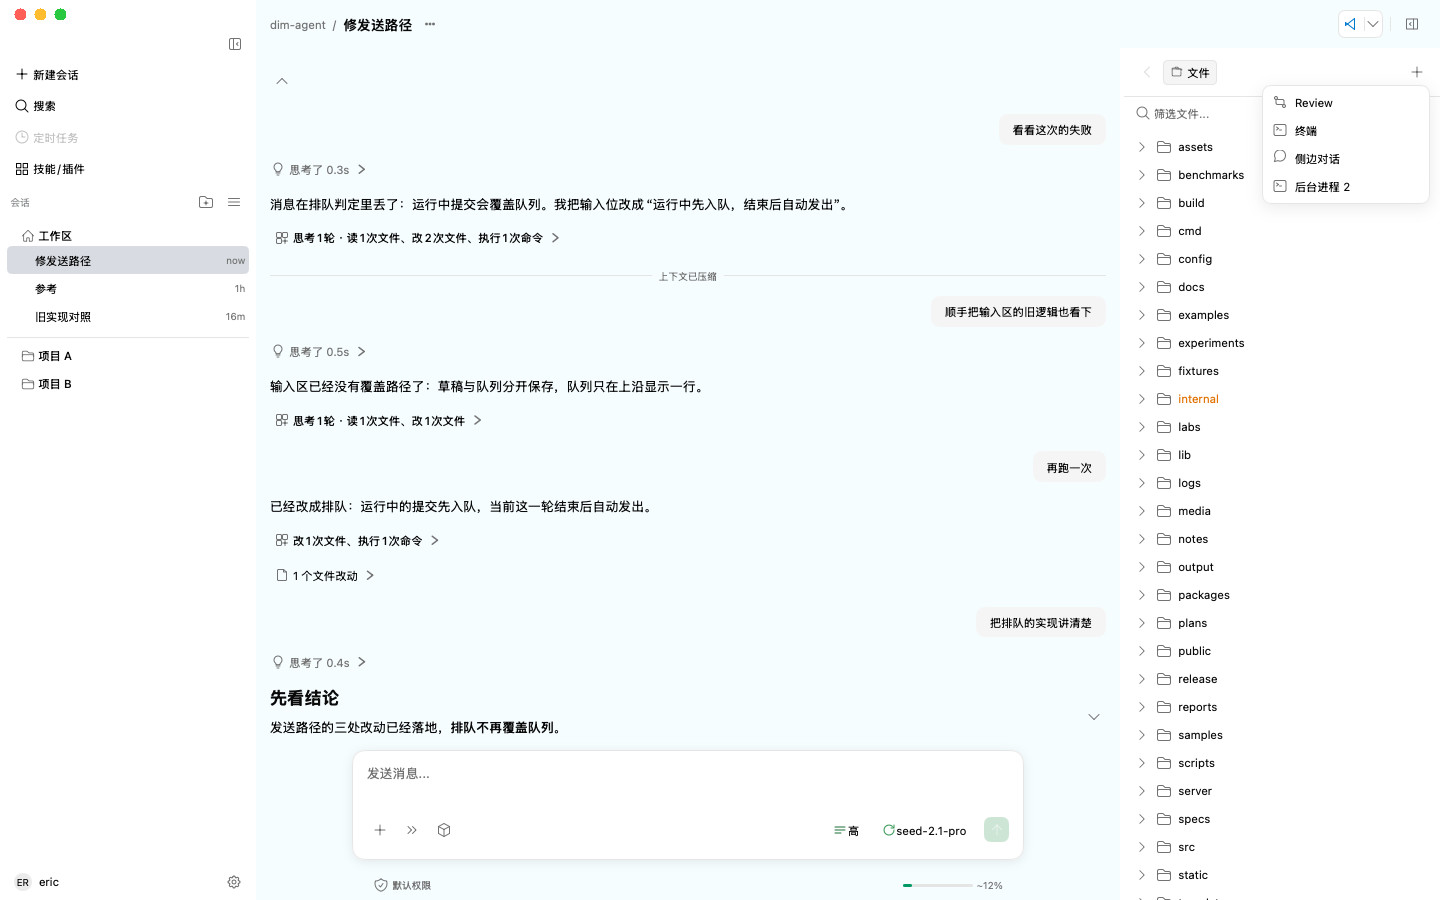 新建会话
搜索
定时任务
技能/插件
会话
工作区
修发送路径 now
参考 1h
旧实现对照 16m
项目 A
项目 B
ER eric
dim-agent / 修发送路径 ···
看看这次的失败
思考了 0.3s
消息在排队判定里丢了：运行中提交会覆盖队列。我把输入位改成“运行中先入队，结束后自动发出”。
思考1轮 · 读1次文件、改2次文件、执行1次命令
上下文已压缩
顺手把输入区的旧逻辑也看下
思考了 0.5s
输入区已经没有覆盖路径了：草稿与队列分开保存，队列只在上沿显示一行。
思考1轮 · 读1次文件、改1次文件
再跑一次
已经改成排队：运行中的提交先入队，当前这一轮结束后自动发出。
改1次文件、执行1次命令
1 个文件改动
把排队的实现讲清楚
思考了 0.4s
先看结论
发送路径的三处改动已经落地，排队不再覆盖队列。
发送消息...
高 seed-2.1-pro
默认权限 ~12%
文件
筛选文件...
Review
终端
侧边对话
后台进程 2
assets
benchmarks
build
cmd
config
docs
examples
experiments
fixtures
internal
labs
lib
logs
media
notes
output
packages
plans
public
release
reports
samples
scripts
server
specs
src
static